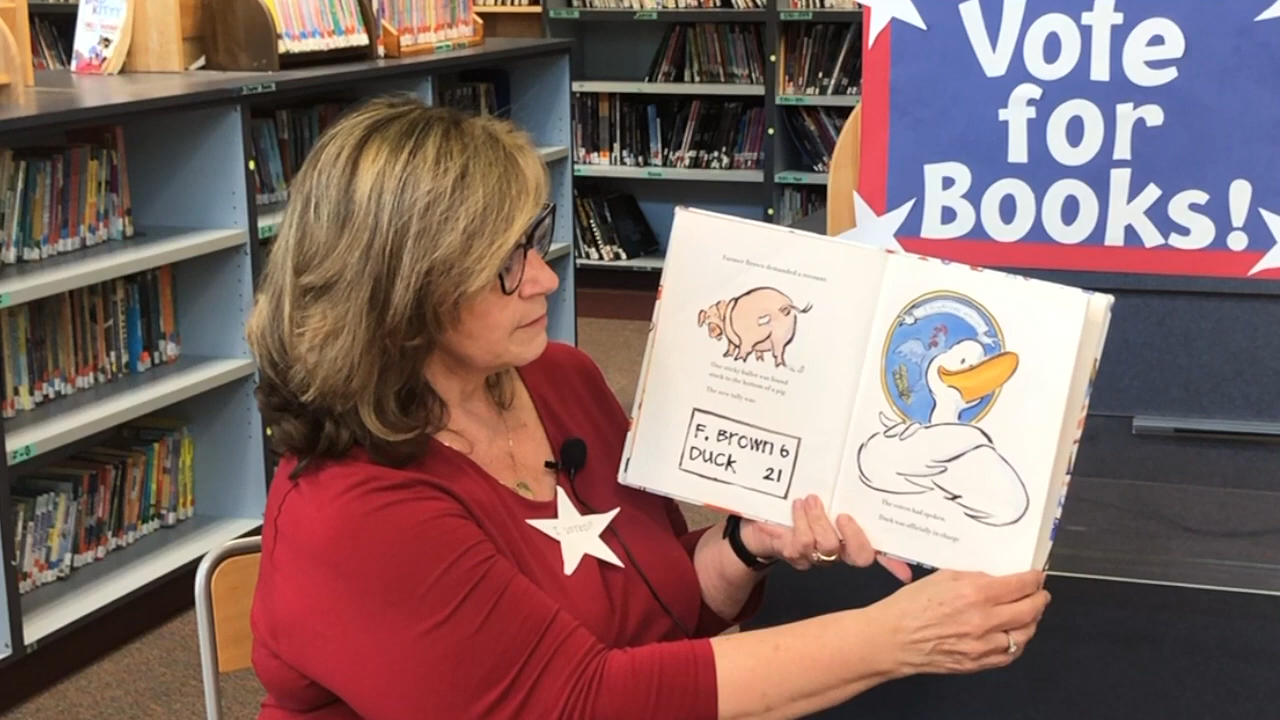 Vote
for
Books!
Farmer Brown demanded a recount.
One sticky ballot was found
stuck to the bottom of a pig.
The new tally was:
F. BROWN 6
DUCK 21
The voters had spoken.
Duck was officially in charge.
I VOTED!